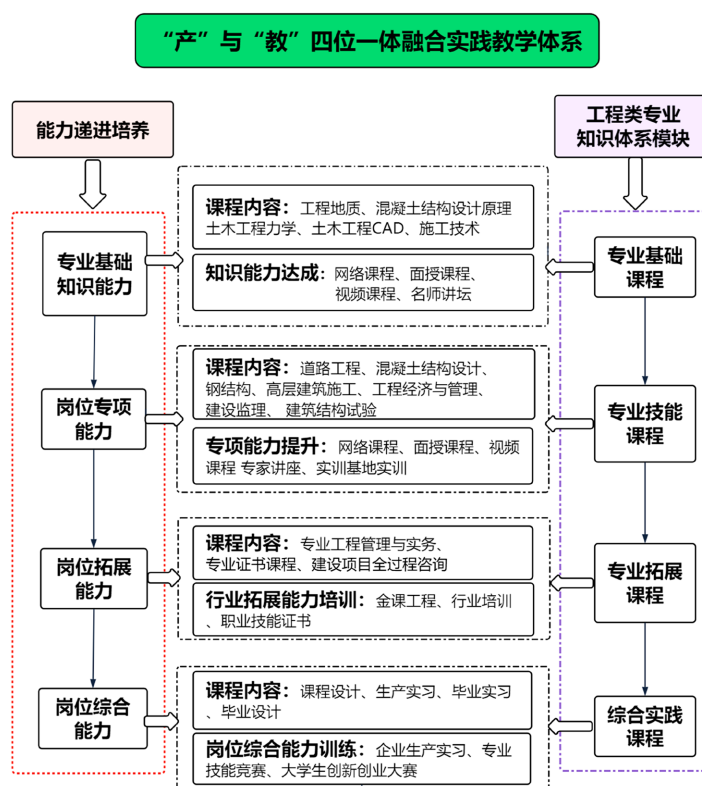 “产”与“教”四位一体融合实践教学体系
能力递进培养
工程类专业
知识体系模块
专业基础
知识能力
课程内容：工程地质、混凝土结构设计原理
土木工程力学、土木工程CAD、施工技术
知识能力达成：网络课程、面授课程、
视频课程、名师讲坛
专业基础
课程
岗位专项
能力
课程内容：道路工程、混凝土结构设计、
钢结构、高层建筑施工、工程经济与管理、
建设监理、 建筑结构试验
专项能力提升：网络课程、面授课程、视频
课程 专家讲座、实训基地实训
专业技能
课程
岗位拓展
能力
课程内容：专业工程管理与实务、
专业证书课程、建设项目全过程咨询
行业拓展能力培训：金课工程、行业培训
、职业技能证书
专业拓展
课程
岗位综合
能力
课程内容：课程设计、生产实习、毕业实习
、毕业设计
岗位综合能力训练：企业生产实习、专业
技能竞赛、大学生创新创业大赛
综合实践
课程